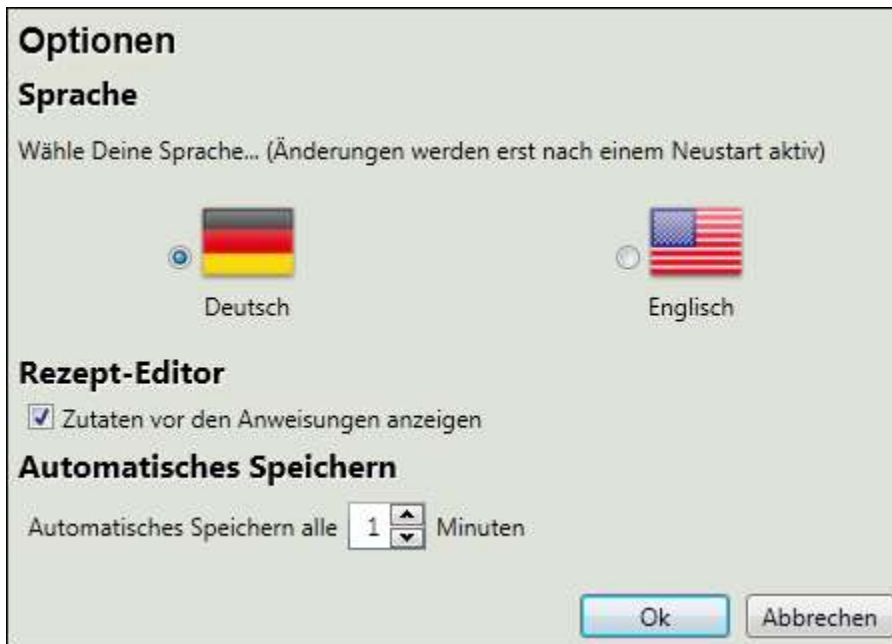 Optionen
Sprache
Wähle Deine Sprache... (Änderungen werden erst nach einem Neustart aktiv)
Deutsch Englisch
Rezept-Editor
Zutaten vor den Anweisungen anzeigen
Automatisches Speichern
Automatisches Speichern alle 1 Minuten
Ok Abbrechen